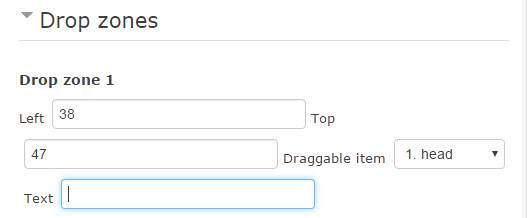 Drop zones
Drop zone 1
Left 38 Top
47 Draggable item 1. head
Text